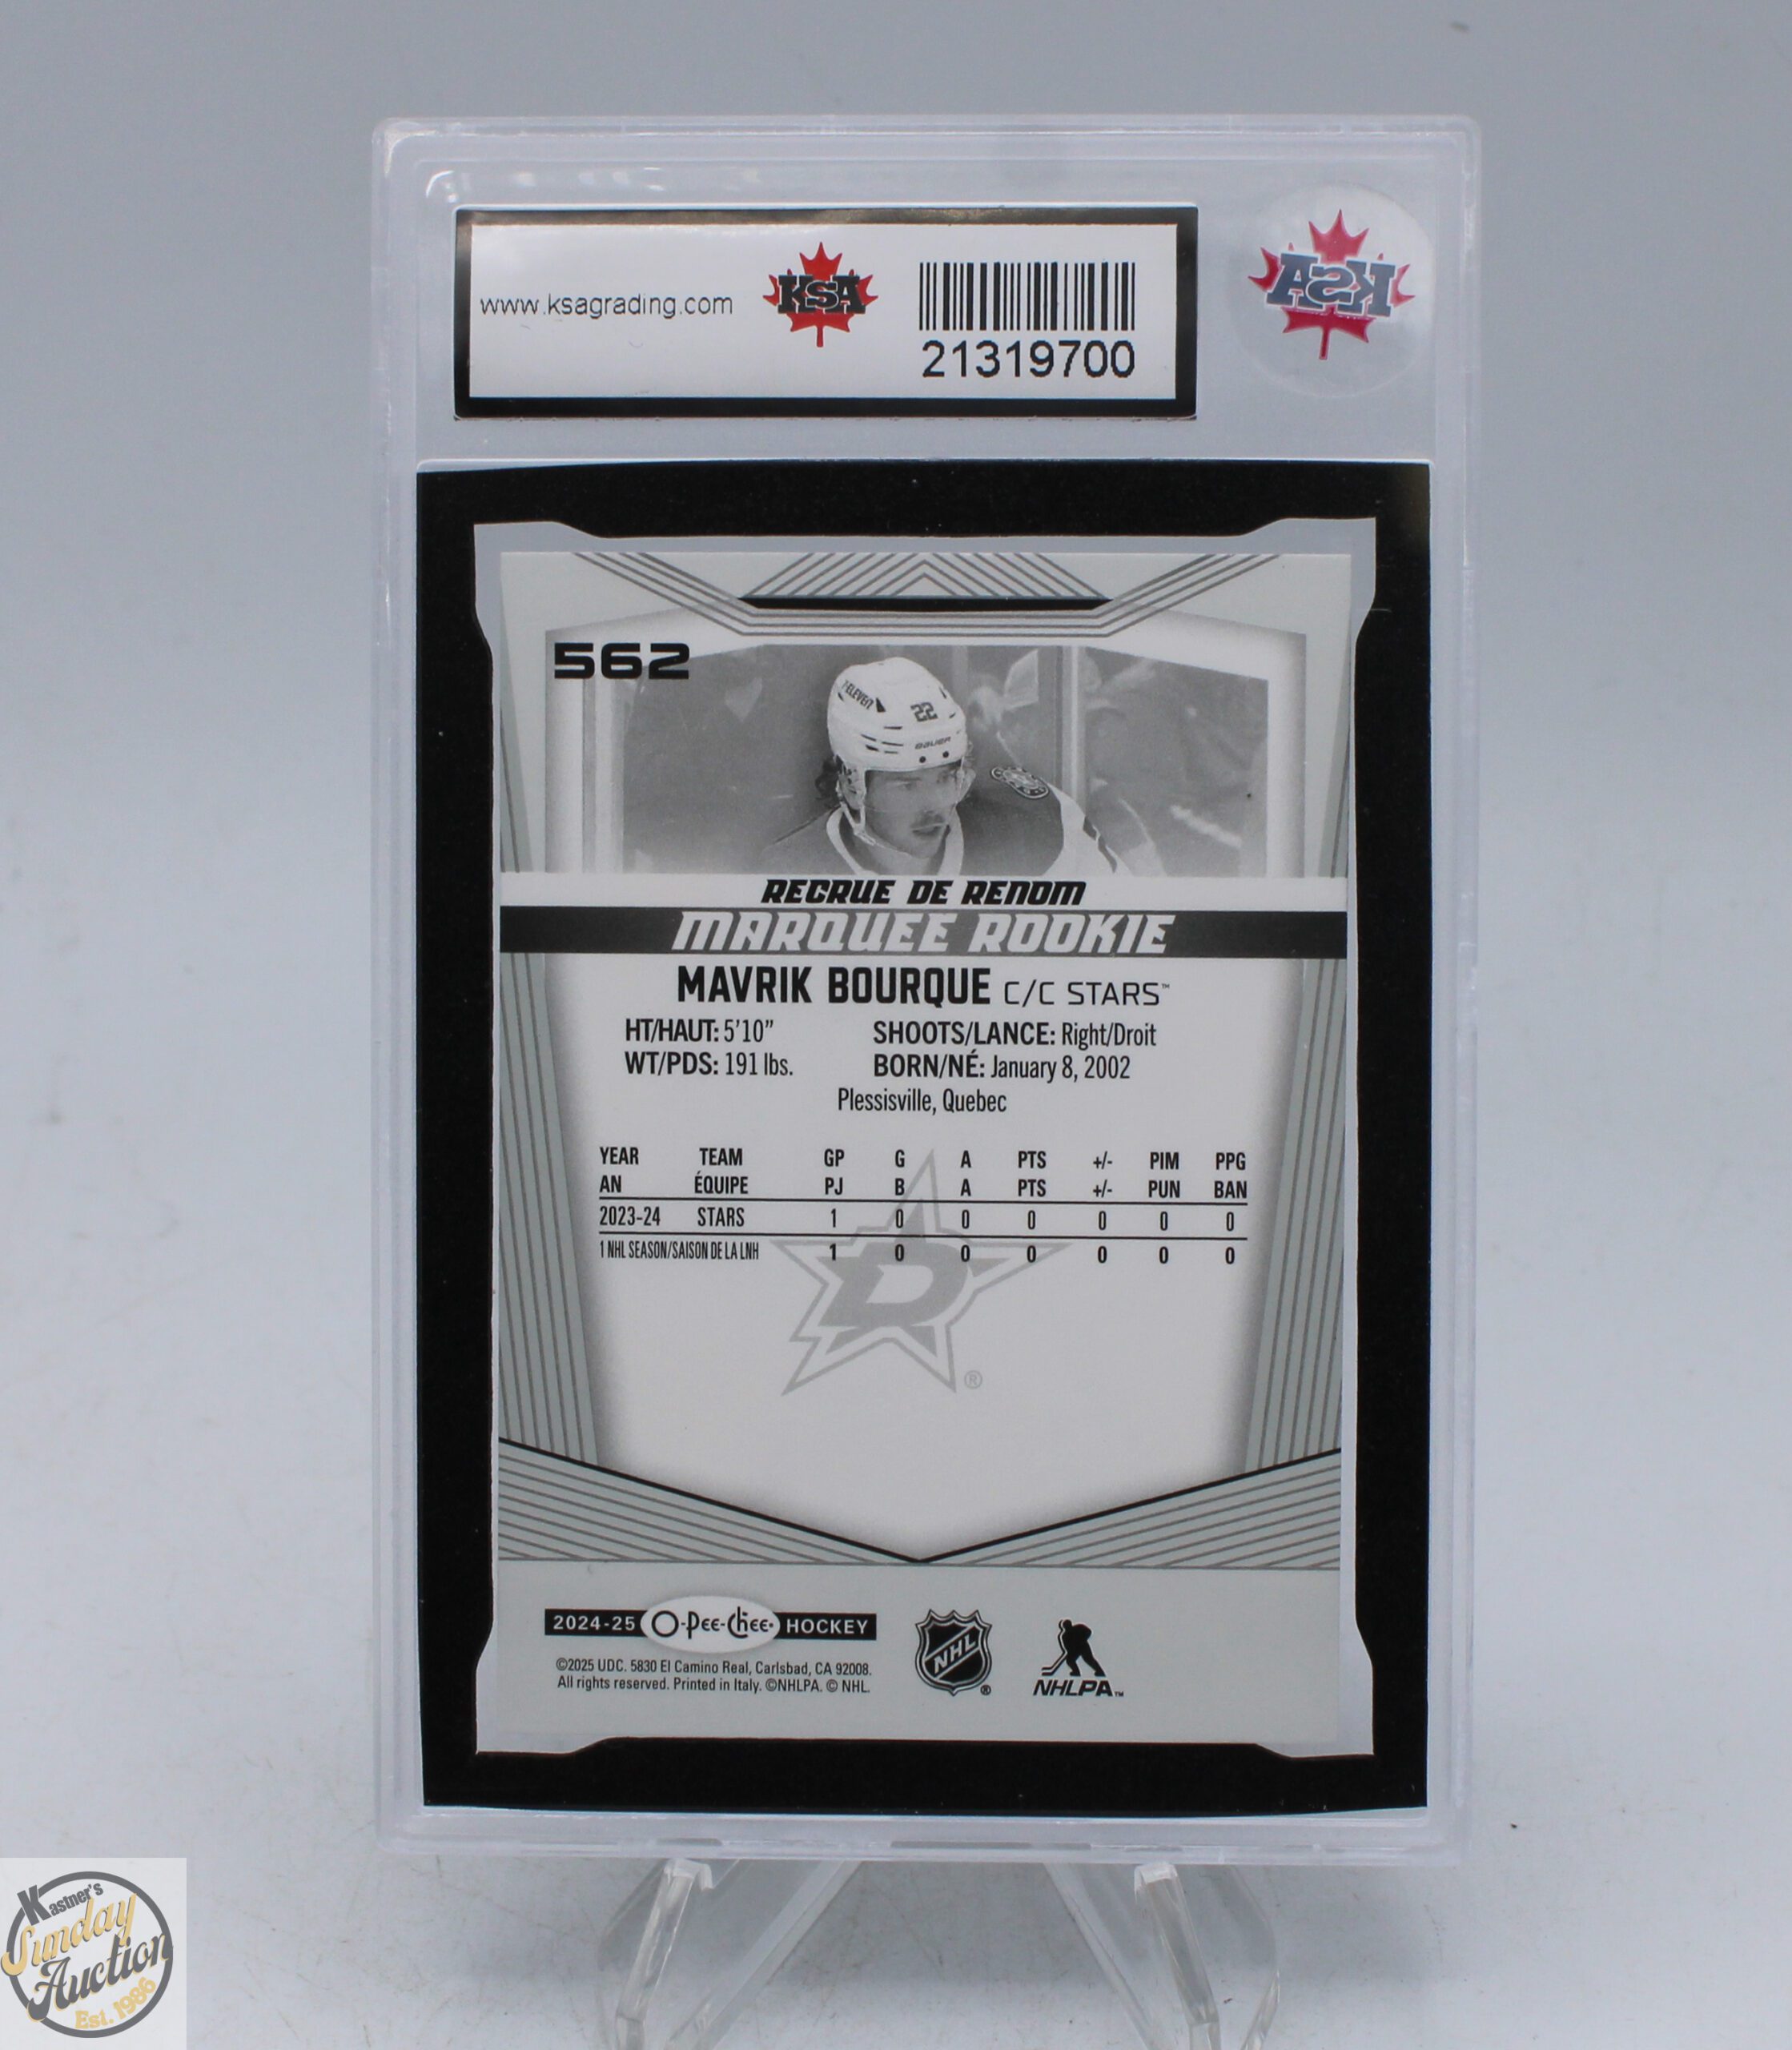 www.ksagrading.com
KSA
21319700
KSA
562
7-ELEVEN
22
BAUER
RECRUE DE RENOM
MARQUEE ROOKIE
MAVRIK BOURQUE C/C STARS™
HT/HAUT: 5'10" SHOOTS/LANCE: Right/Droit
WT/PDS: 191 lbs. BORN/NÉ: January 8, 2002
Plessisville, Quebec
YEAR TEAM GP G A PTS +/- PIM PPG
AN ÉQUIPE PJ B A PTS +/- PUN BAN
2023-24 STARS 1 0 0 0 0 0 0
1 NHL SEASON/SAISON DE LA LNH 1 0 0 0 0 0 0
D
®
2024-25 O-Pee-Chee® HOCKEY
©2025 UDC. 5830 El Camino Real, Carlsbad, CA 92008.
All rights reserved. Printed in Italy. ©NHLPA. © NHL.
NHL®
NHLPA™
Kastner's
Sunday
Auction
Est. 1986